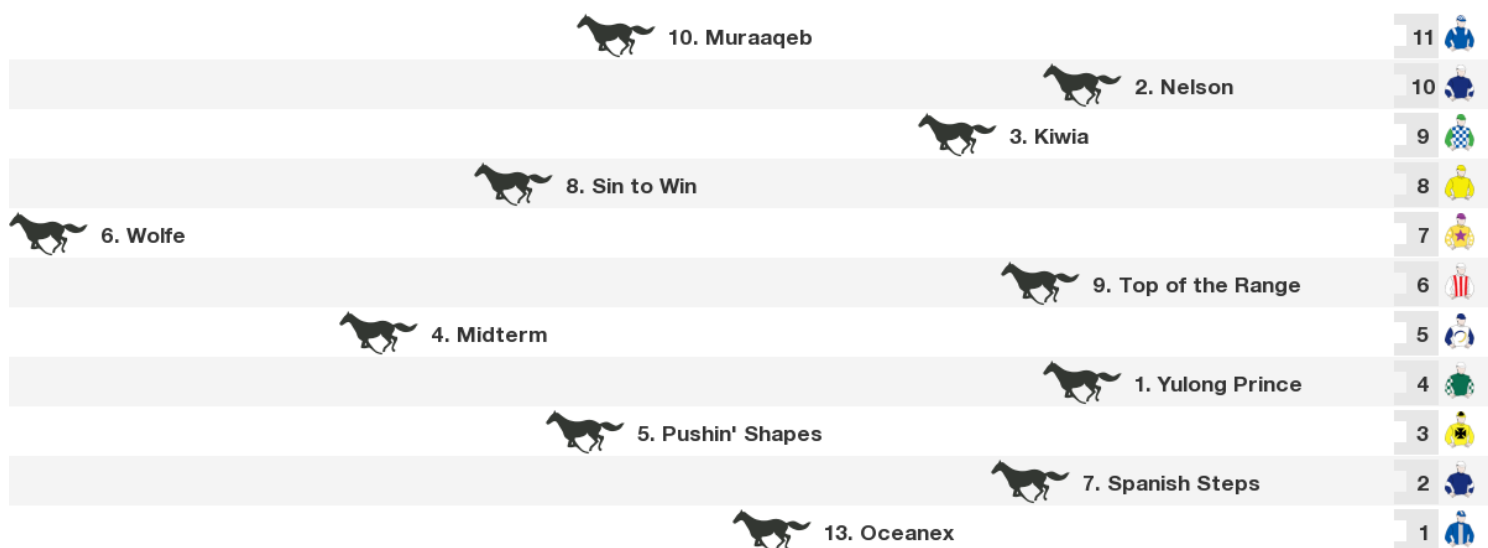 10. Muraaqeb 11
2. Nelson 10
3. Kiwia 9
8. Sin to Win 8
6. Wolfe 7
9. Top of the Range 6
4. Midterm 5
1. Yulong Prince 4
5. Pushin' Shapes 3
7. Spanish Steps 2
13. Oceanex 1